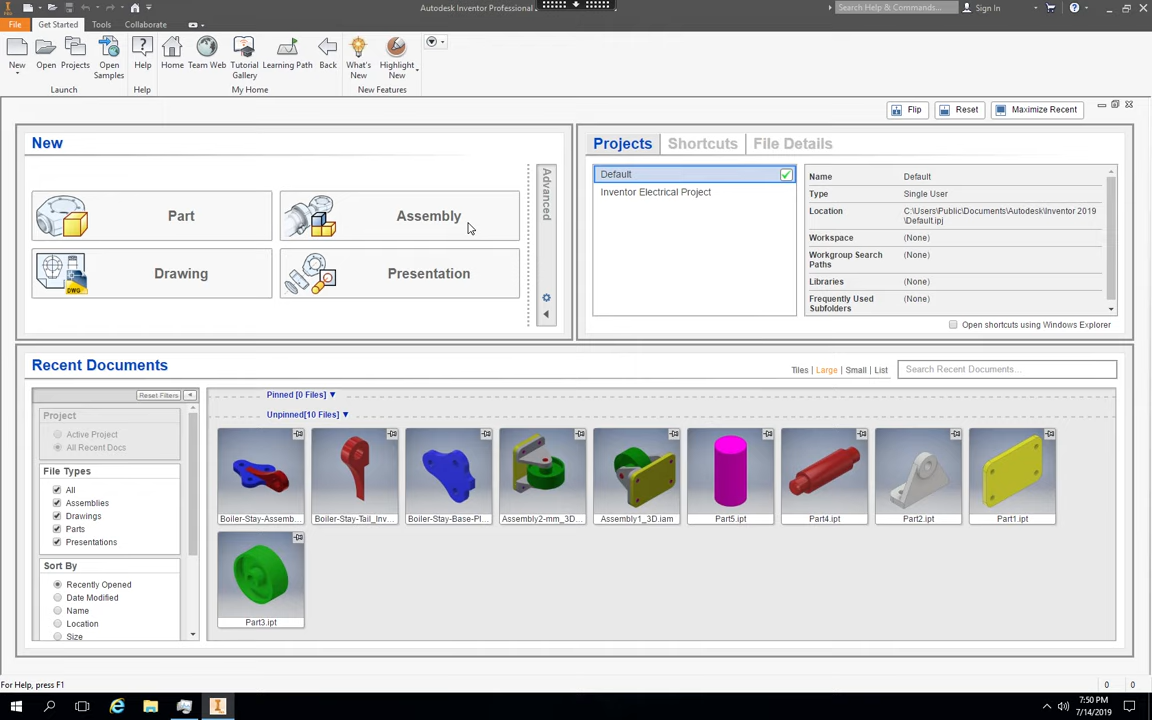 Autodesk Inventor Professional
Search Help & Commands...
Sign In
File
Get Started
Tools
Collaborate
New
Open
Projects
Open Samples
Help
Home
Team Web
Tutorial Gallery
Learning Path
Back
What's New
Highlight New
Launch
Help
My Home
New Features
Flip
Reset
Maximize Recent
New
Part
Assembly
Drawing
DWG
Presentation
Advanced
Projects
Shortcuts
File Details
Default
Inventor Electrical Project
Name Default
Type Single User
Location C:\Users\Public\Documents\Autodesk\Inventor 2019
\Default.ipj
Workspace (None)
Workgroup Search (None)
Paths
Libraries (None)
Frequently Used (None)
Subfolders
Open shortcuts using Windows Explorer
Recent Documents
Tiles | Large | Small | List
Search Recent Documents...
Reset Filters
Project
Active Project
All Recent Docs
File Types
All
Assemblies
Drawings
Parts
Presentations
Sort By
Recently Opened
Date Modified
Name
Location
Size
Pinned [0 Files]
Unpinned[10 Files]
Boiler-Stay-Assemb...
Boiler-Stay-Tail_Inv...
Boiler-Stay-Base-Pl...
Assembly2-mm_3D...
Assembly1_3D.iam
Part5.ipt
Part4.ipt
Part2.ipt
Part1.ipt
Part3.ipt
For Help, press F1
0 0
7:50 PM
7/14/2019